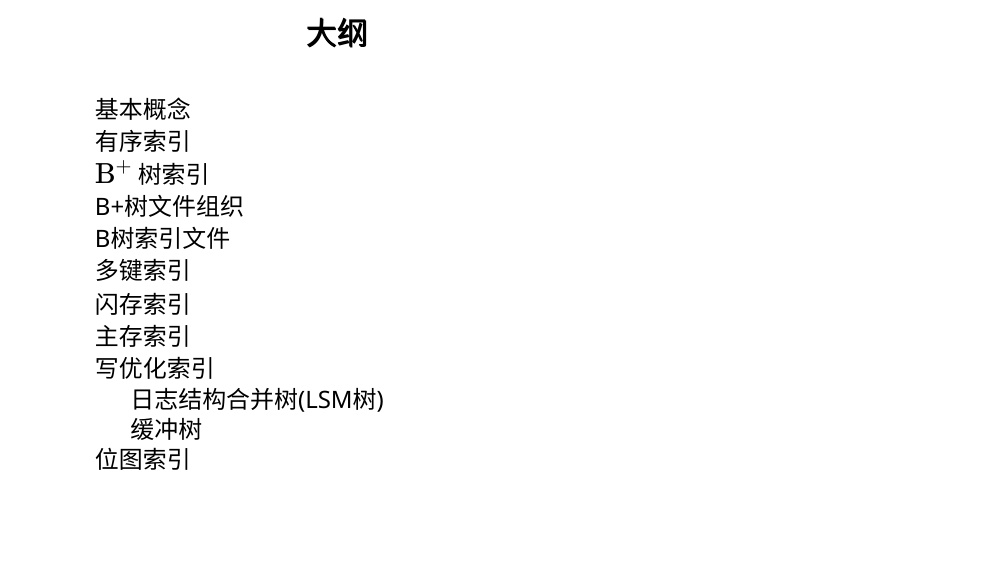 大纲
基本概念
有序索引
B⁺ 树索引
B+树文件组织
B树索引文件
多键索引
闪存索引
主存索引
写优化索引
日志结构合并树(LSM树)
缓冲树
位图索引